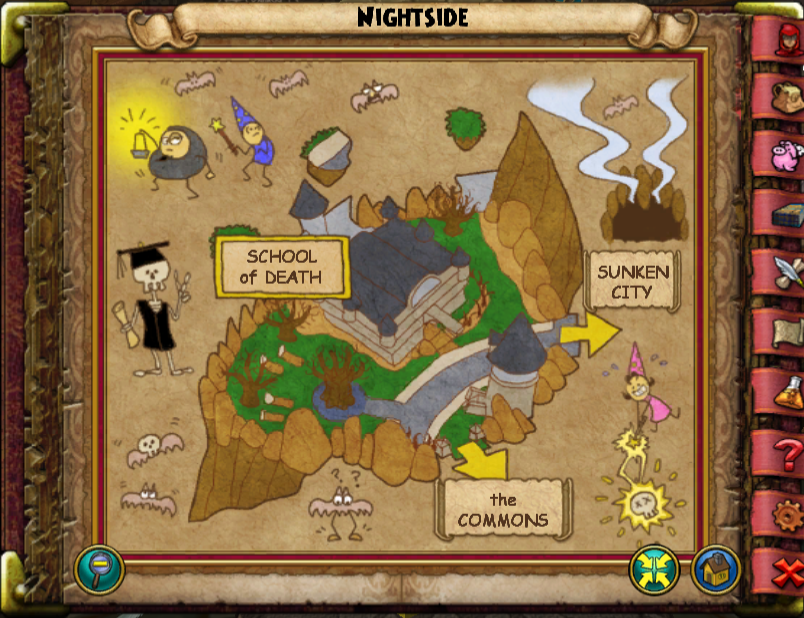 NIGHTSIDE
SCHOOL
of DEATH
SUNKEN
CITY
? ?
the
COMMONS
?